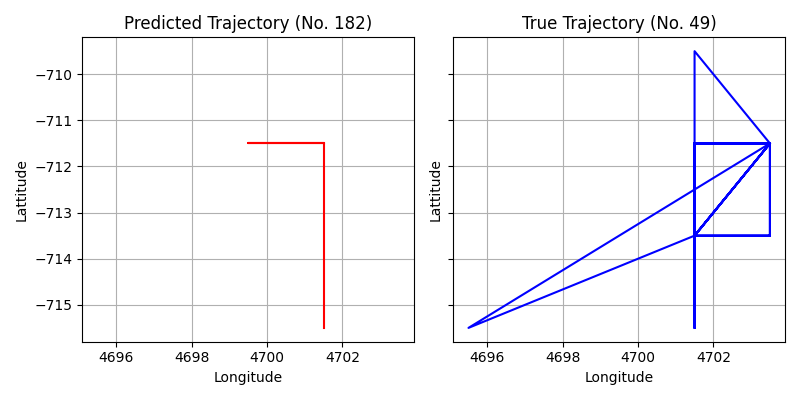 Predicted Trajectory (No. 182)
True Trajectory (No. 49)
−710
−711
−712
−713
−714
−715
Lattitude
Lattitude
4696 4698 4700 4702
4696 4698 4700 4702
Longitude
Longitude